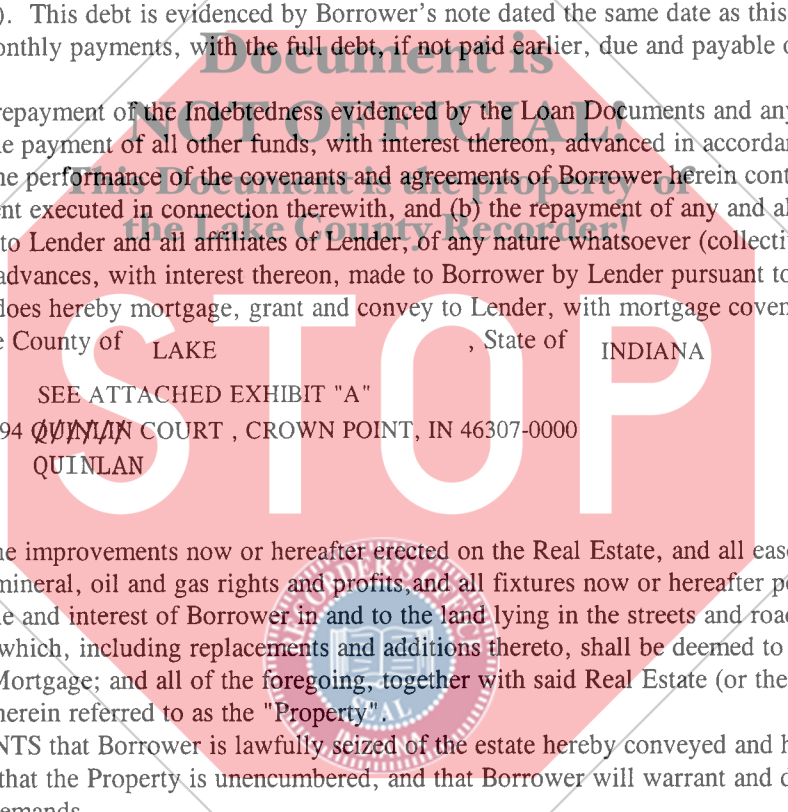 ). This debt is evidenced by Borrower's note dated the same date as this
onthly payments, with the full debt, if not paid earlier, due and payable o
Document is
repayment of the Indebtedness evidenced by the Loan Documents and any
NOT OFFICIAL!
e payment of all other funds, with interest thereon, advanced in accordan
This Document is the property of
ne performance of the covenants and agreements of Borrower herein cont
ent executed in connection therewith, and (b) the repayment of any and al
the Lake County Recorder!
to Lender and all affiliates of Lender, of any nature whatsoever (collecti
advances, with interest thereon, made to Borrower by Lender pursuant to
does hereby mortgage, grant and convey to Lender, with mortgage coven
e County of LAKE , State of INDIANA
STOP
SEE ATTACHED EXHIBIT "A"
94 COURT , CROWN POINT, IN 46307-0000
QUINLAN
ne improvements now or hereafter erected on the Real Estate, and all ease
mineral, oil and gas rights and profits, and all fixtures now or hereafter p
le and interest of Borrower in and to the land lying in the streets and road
which, including replacements and additions thereto, shall be deemed to
Mortgage; and all of the foregoing, together with said Real Estate (or the
herein referred to as the "Property".
SEAL
NTS that Borrower is lawfully seized of the estate hereby conveyed and h
that the Property is unencumbered, and that Borrower will warrant and d
emands